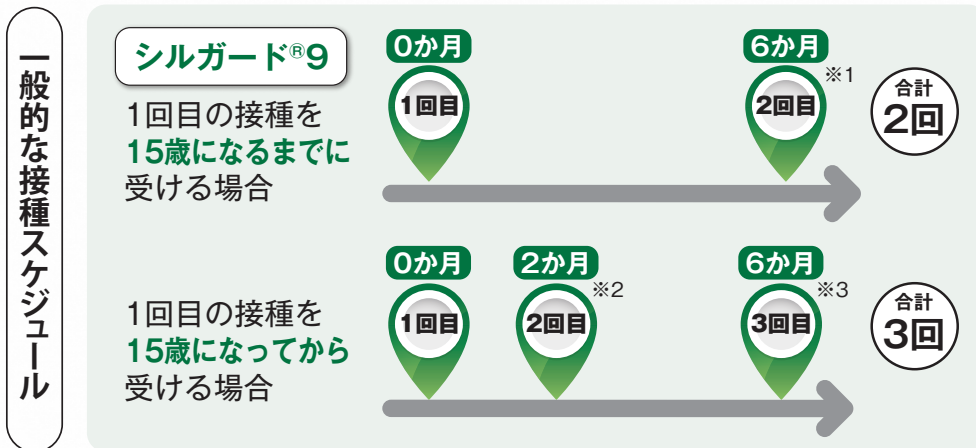 一般的な接種スケジュール
シルガード®9
1回目の接種を
15歳になるまでに
受ける場合
0か月
1回目
6か月
※1
2回目
合計
2回
1回目の接種を
15歳になってから
受ける場合
0か月
1回目
2か月
※2
2回目
6か月
※3
3回目
合計
3回